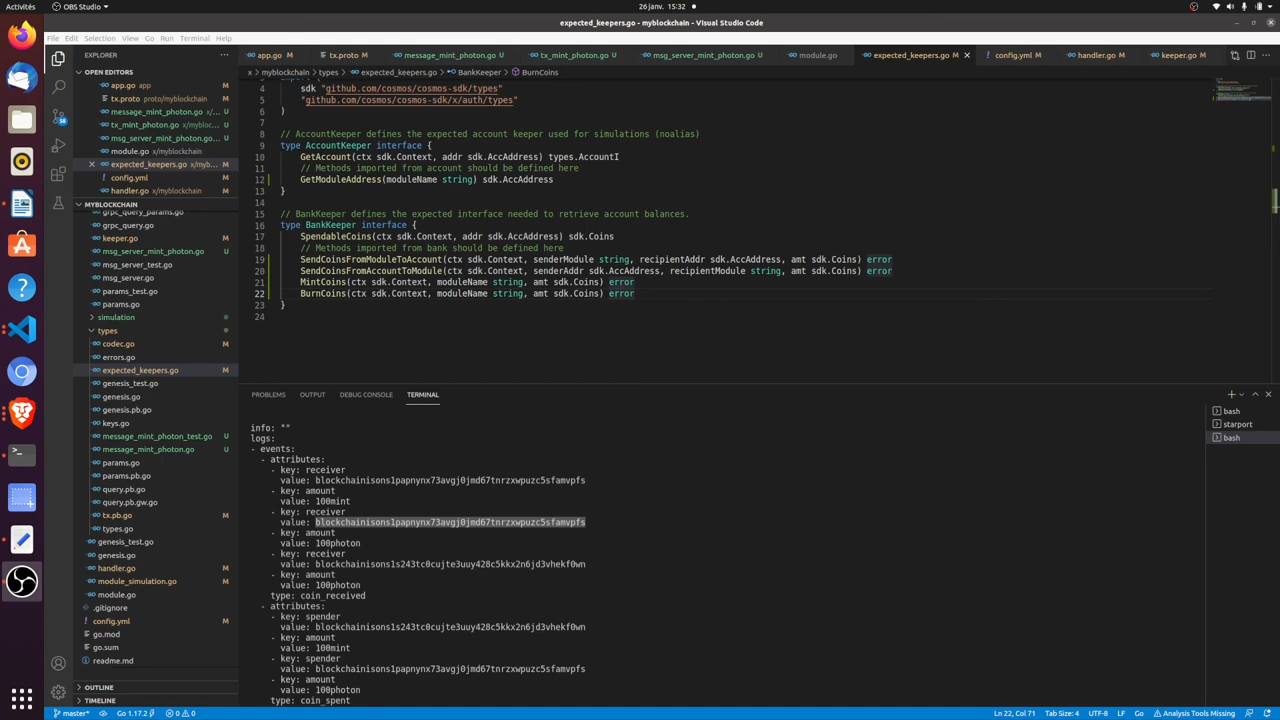 Activités
OBS Studio
26 janv. 15:32
expected_keepers.go - myblockchain - Visual Studio Code
File Edit Selection View Go Run Terminal Help
EXPLORER
OPEN EDITORS
app.go app
tx.proto proto/myblockchain
message_mint_photon.go x/... U
tx_mint_photon.go x/mybloc... U
msg_server_mint_photon.go... U
module.go x/myblockchain
expected_keepers.go x/myb... M
config.yml M
handler.go x/myblockchain M
MYBLOCKCHAIN
grpc_query_params.go
grpc_query.go
keeper.go M
msg_server_mint_photon.go U
msg_server_test.go
msg_server.go
params_test.go
params.go
simulation
types
codec.go M
errors.go
expected_keepers.go M
genesis_test.go
genesis.go
genesis.pb.go
keys.go
message_mint_photon_test.go U
message_mint_photon.go U
params.go
params.pb.go
query.pb.go
query.pb.gw.go
tx.pb.go M
types.go
genesis_test.go
genesis.go
handler.go M
module_simulation.go M
module.go
.gitignore
config.yml M
go.mod
go.sum
readme.md
OUTLINE
TIMELINE
app.go M
tx.proto M
message_mint_photon.go U
tx_mint_photon.go U
msg_server_mint_photon.go U
module.go
expected_keepers.go M
config.yml M
handler.go M
keeper.go M
x > myblockchain > types > expected_keepers.go > BankKeeper > BurnCoins
4 sdk "github.com/cosmos/cosmos-sdk/types"
5 "github.com/cosmos/cosmos-sdk/x/auth/types"
6 )
7
8 // AccountKeeper defines the expected account keeper used for simulations (noalias)
9 type AccountKeeper interface {
10 GetAccount(ctx sdk.Context, addr sdk.AccAddress) types.AccountI
11 // Methods imported from account should be defined here
12 GetModuleAddress(moduleName string) sdk.AccAddress
13 }
14
15 // BankKeeper defines the expected interface needed to retrieve account balances.
16 type BankKeeper interface {
17 SpendableCoins(ctx sdk.Context, addr sdk.AccAddress) sdk.Coins
18 // Methods imported from bank should be defined here
19 SendCoinsFromModuleToAccount(ctx sdk.Context, senderModule string, recipientAddr sdk.AccAddress, amt sdk.Coins) error
20 SendCoinsFromAccountToModule(ctx sdk.Context, senderAddr sdk.AccAddress, recipientModule string, amt sdk.Coins) error
21 MintCoins(ctx sdk.Context, moduleName string, amt sdk.Coins) error
22 BurnCoins(ctx sdk.Context, moduleName string, amt sdk.Coins) error
23 }
24
PROBLEMS OUTPUT DEBUG CONSOLE TERMINAL
bash
starport
bash
info: ""
logs:
- events:
- attributes:
- key: receiver
value: blockchainisons1papnynx73avgj0jmd67tnrzxwpuzc5sfamvpfs
- key: amount
value: 100mint
- key: receiver
value: blockchainisons1papnynx73avgj0jmd67tnrzxwpuzc5sfamvpfs
- key: amount
value: 100photon
- key: receiver
value: blockchainisons1s243tc0cujte3uuy428c5kkx2n6jd3vhekf0wn
- key: amount
value: 100photon
type: coin_received
- attributes:
- key: spender
value: blockchainisons1s243tc0cujte3uuy428c5kkx2n6jd3vhekf0wn
- key: amount
value: 100photon
- key: spender
value: blockchainisons1papnynx73avgj0jmd67tnrzxwpuzc5sfamvpfs
- key: amount
value: 100photon
type: coin_spent
58
master* Go 1.17.2 0 0
Ln 22, Col 71 Tab Size: 4 UTF-8 LF Go Analysis Tools Missing